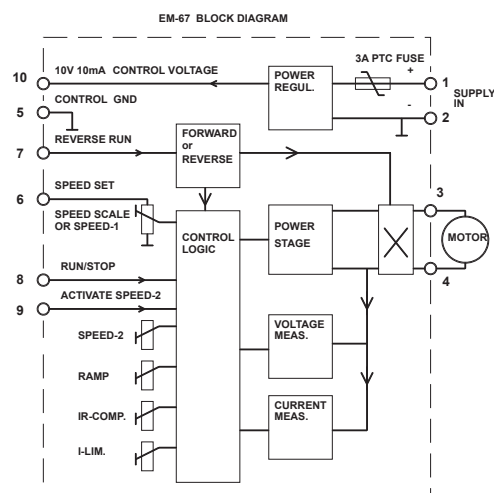 EM-67 BLOCK DIAGRAM
3A PTC FUSE
10
10V 10mA CONTROL VOLTAGE
POWER
REGUL.
+
1
SUPPLY
IN
-
2
5
CONTROL GND
7
REVERSE RUN
FORWARD
or
REVERSE
6
SPEED SET
SPEED SCALE
OR SPEED-1
CONTROL
LOGIC
POWER
STAGE
3
MOTOR
4
8
RUN/STOP
9
ACTIVATE SPEED-2
SPEED-2
VOLTAGE
MEAS.
RAMP
IR-COMP.
CURRENT
MEAS.
I-LIM.